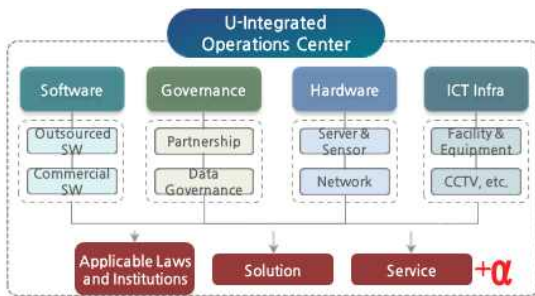 U-Integrated
Operations Center
Software
Governance
Hardware
ICT Infra
Outsourced
SW
Partnership
Server &
Sensor
Facility &
Equipment
Commercial
SW
Data
Governance
Network
CCTV, etc,
Applicable Laws
and Institutions
Solution
Service
+α